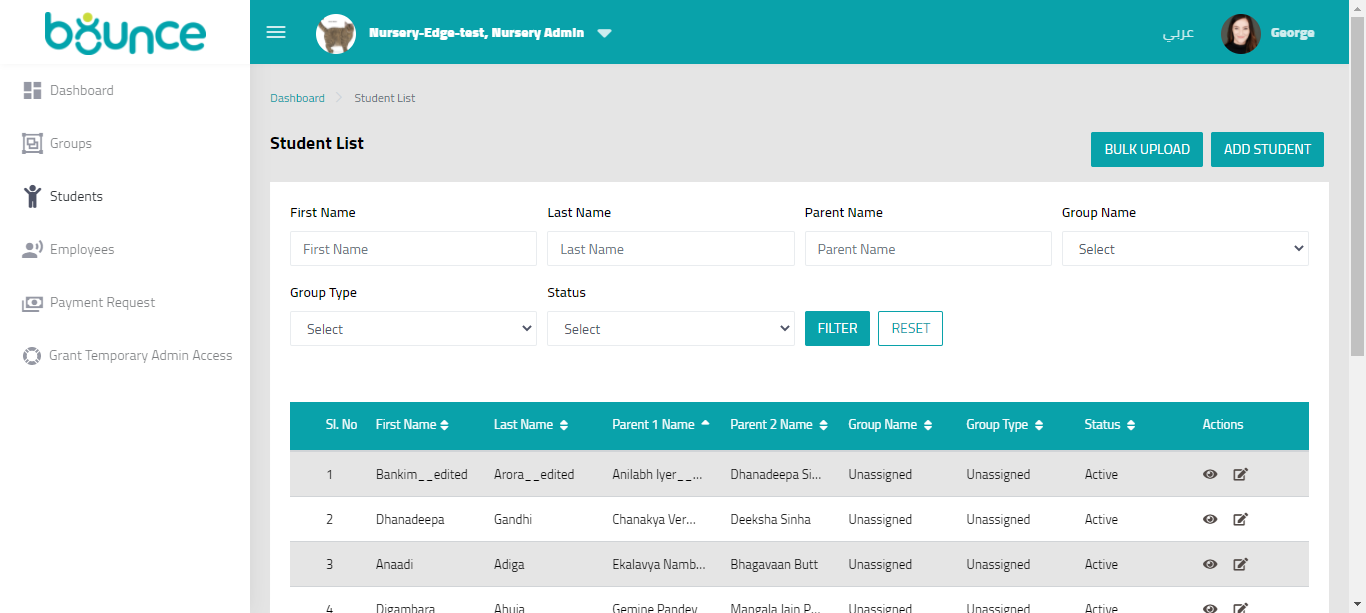 bounce
Nursery-Edge-test, Nursery Admin
عربي
George
Dashboard
Groups
Students
Employees
Payment Request
Grant Temporary Admin Access
Dashboard Student List
Student List
BULK UPLOAD ADD STUDENT
First Name Last Name Parent Name Group Name
First Name Last Name Parent Name Select
Group Type Status
Select Select FILTER RESET
Sl. No First Name Last Name Parent 1 Name Parent 2 Name Group Name Group Type Status Actions
1 Bankim__edited Arora__edited Anilabh Iyer__... Dhanadeepa Si... Unassigned Unassigned Active
2 Dhanadeepa Gandhi Chanakya Ver... Deeksha Sinha Unassigned Unassigned Active
3 Anaadi Adiga Ekalavya Namb... Bhagavaan Butt Unassigned Unassigned Active
4 Digambara Ahuja Gemine Pandey Mangala Jain P... Unassigned Unassigned Active